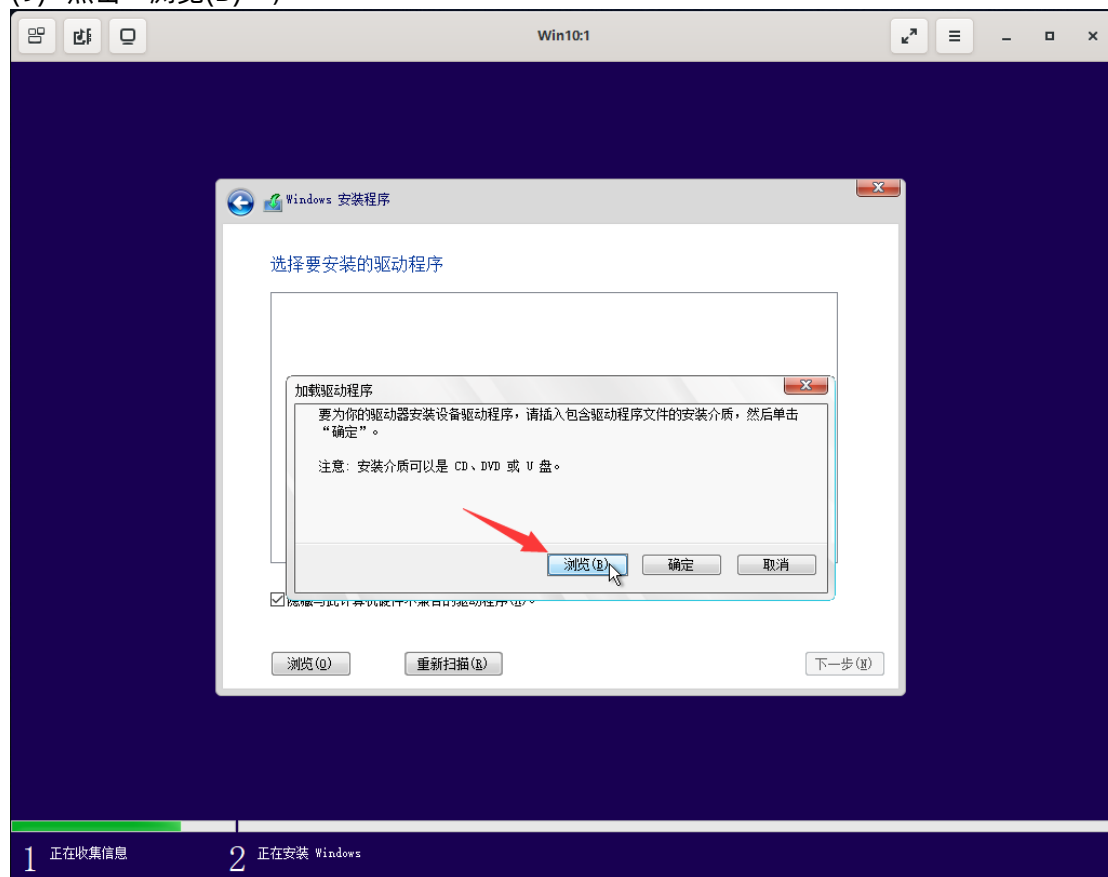 Win10:1
Windows 安装程序
选择要安装的驱动程序
加载驱动程序
要为你的驱动器安装设备驱动程序，请插入包含驱动程序文件的安装介质，然后单击
“确定”。
注意: 安装介质可以是 CD、DVD 或 U 盘。
浏览(B) 确定 取消
浏览(O) 重新扫描(R) 下一步(N)
1 正在收集信息 2 正在安装 Windows